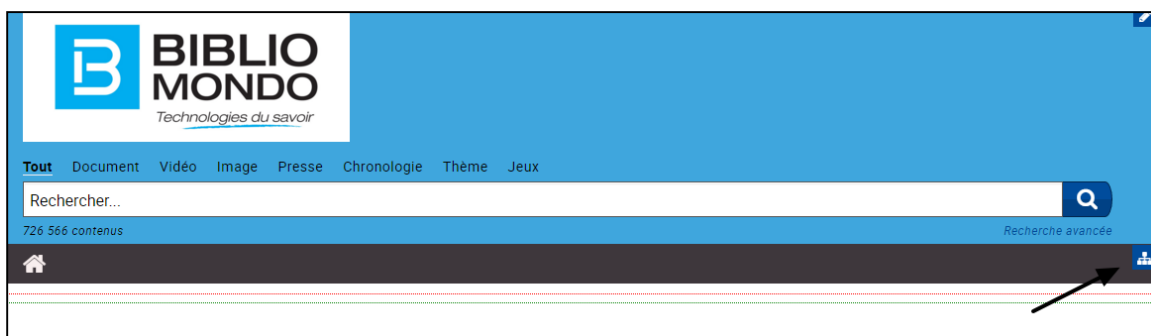 BIBLIO
MONDO
Technologies du savoir
Tout Document Vidéo Image Presse Chronologie Thème Jeux
Rechercher...
726 566 contenus Recherche avancée